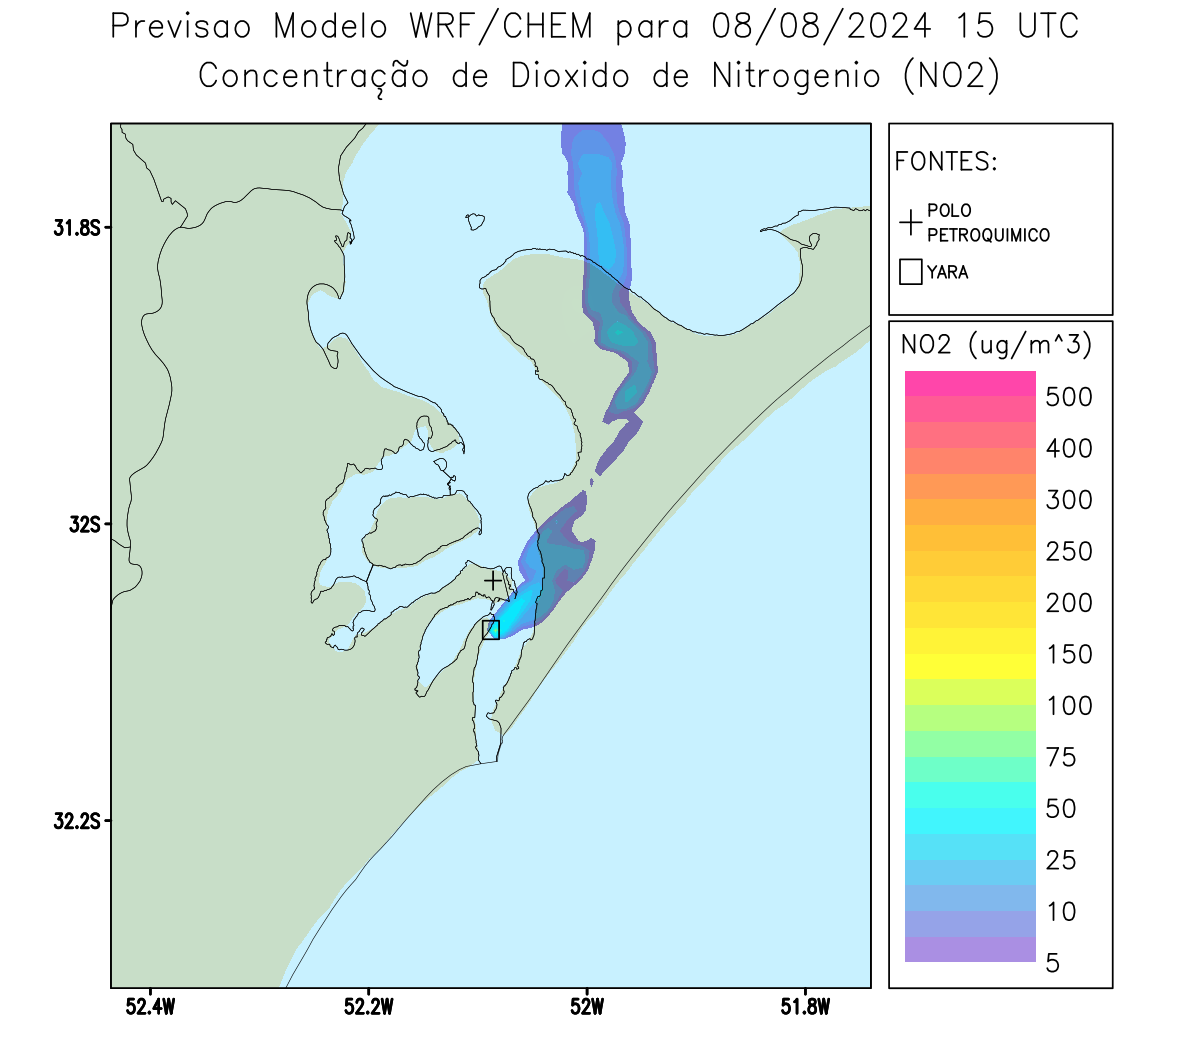 Previsao Modelo WRF/CHEM para 08/08/2024 15 UTC
Concentração de Dioxido de Nitrogenio (NO2)
FONTES:
POLO
PETROQUIMICO
YARA
NO2 (ug/m^3)
500
400
300
250
200
150
100
75
50
25
10
5
31.8S
32S
32.2S
52.4W
52.2W
52W
51.8W